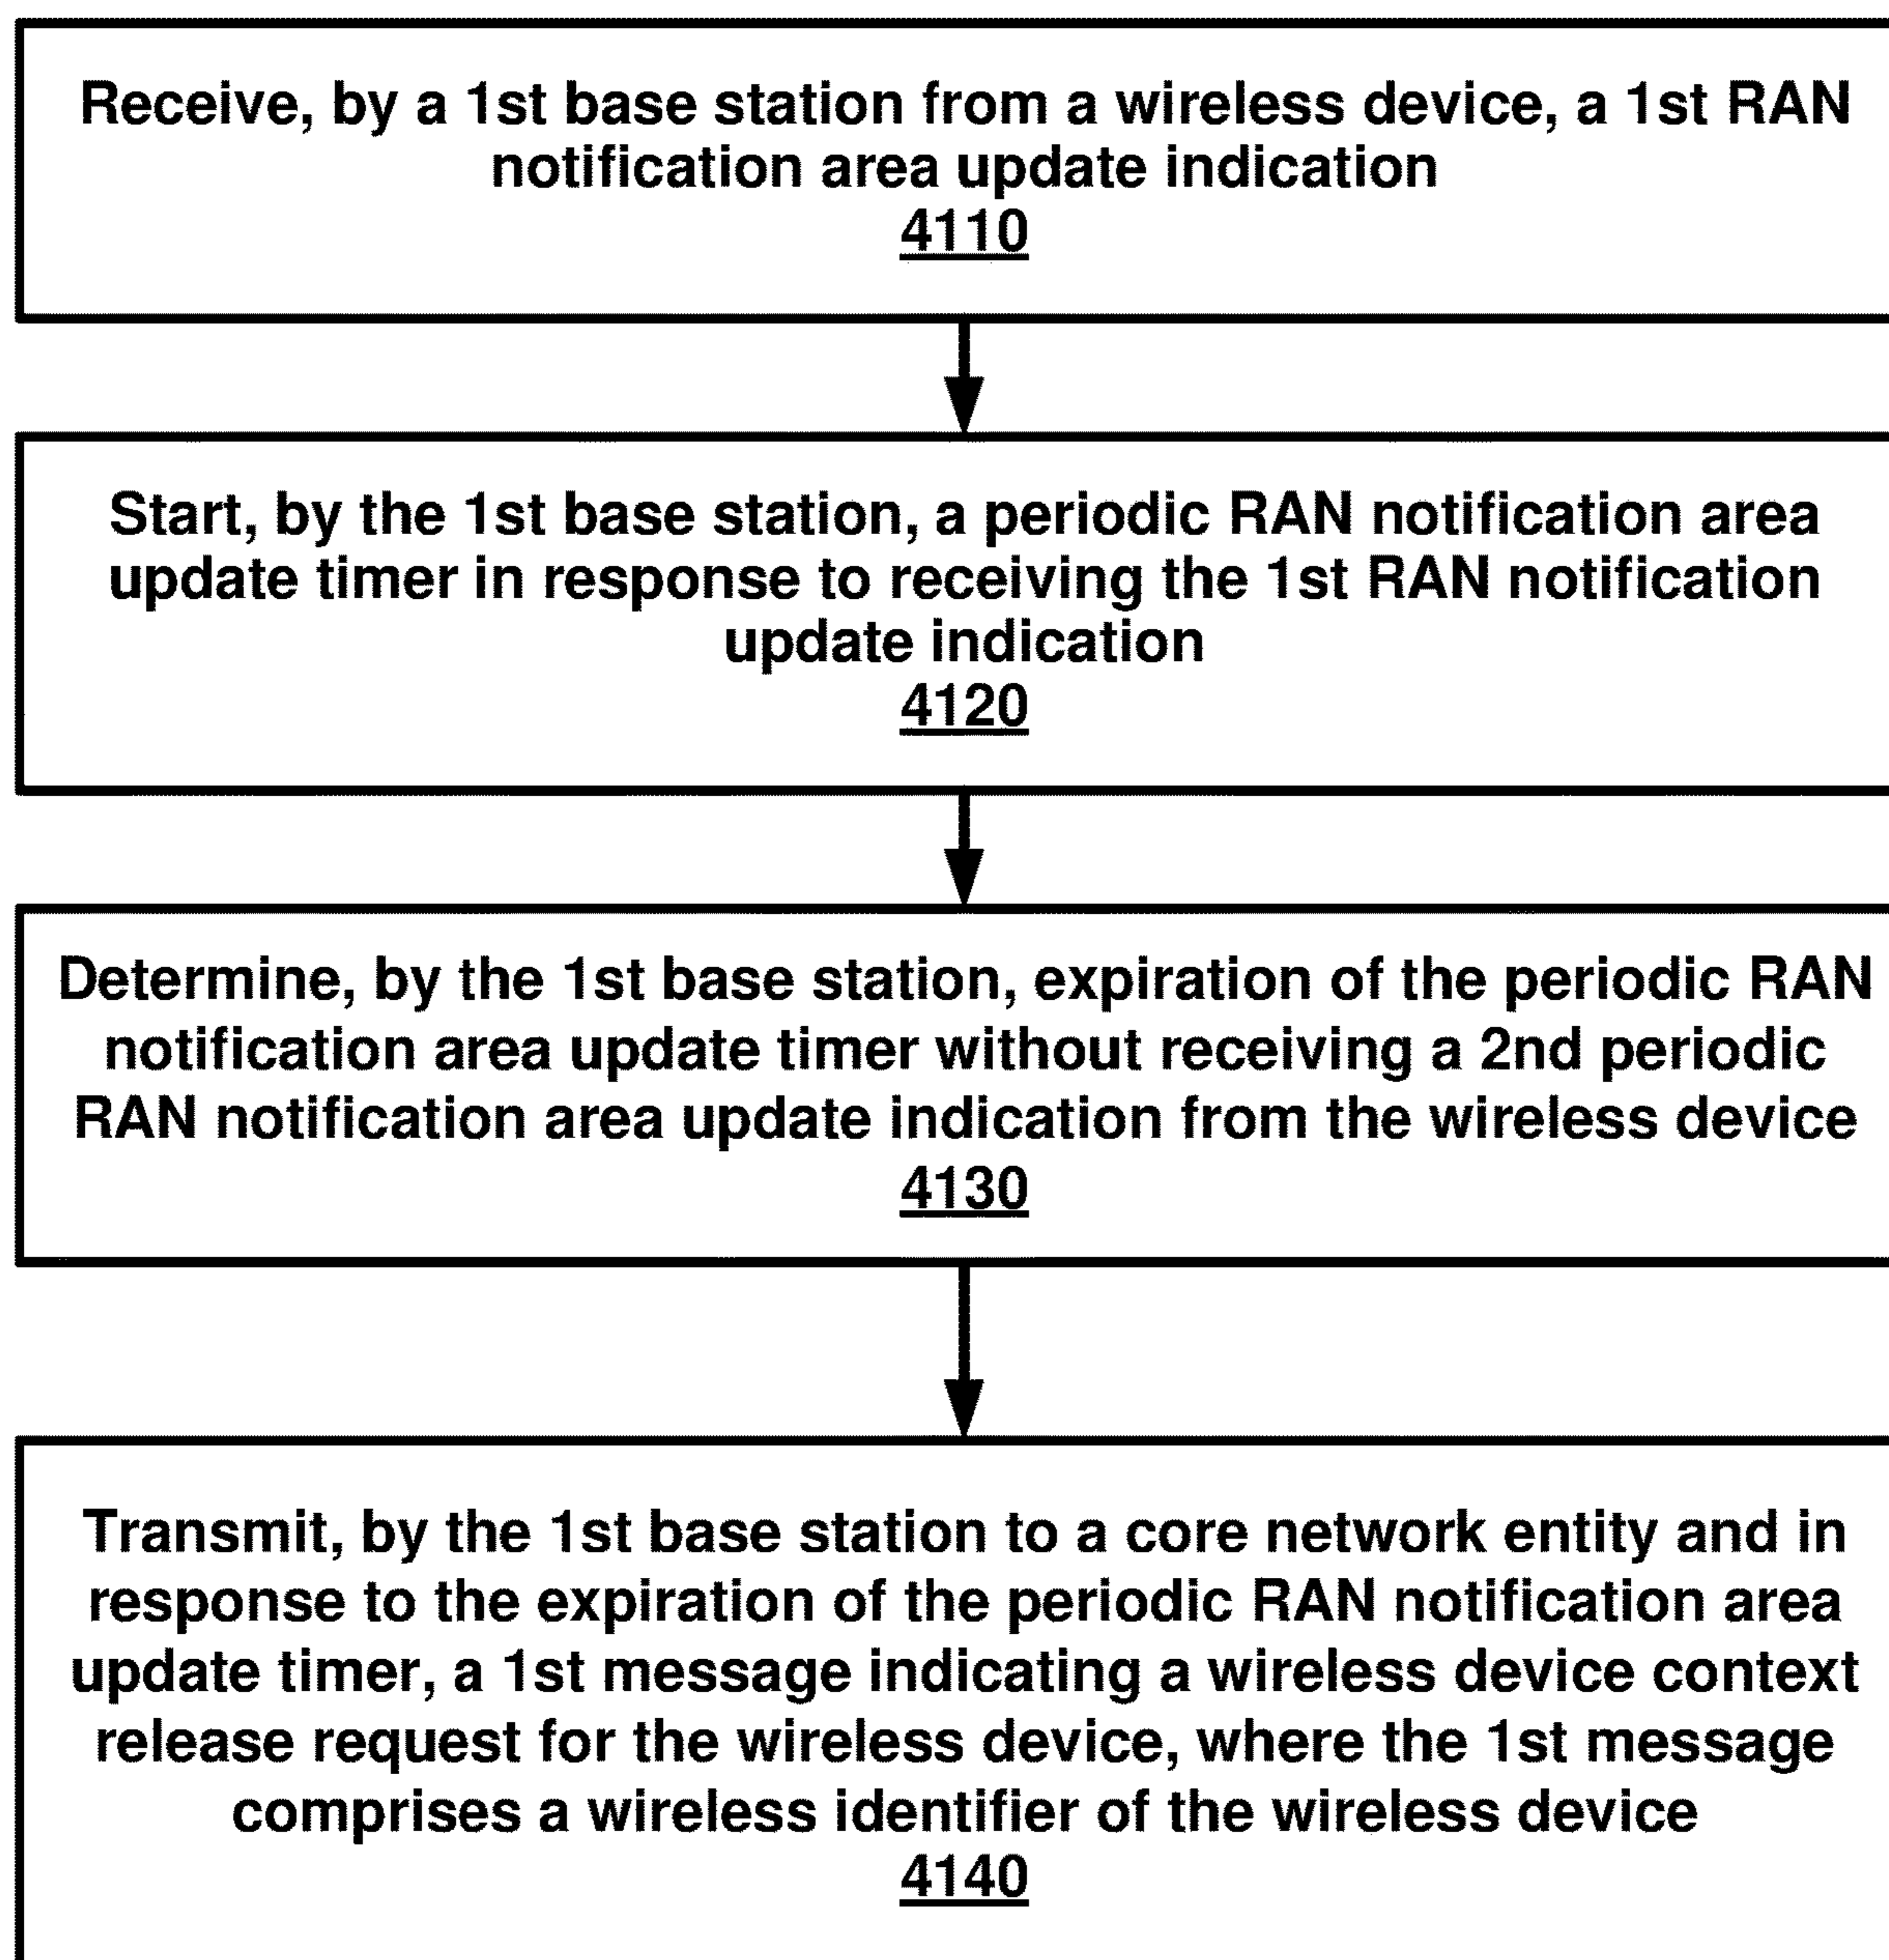 Receive, by a 1st base station from a wireless device, a 1st RAN
notification area update indication
4110
Start, by the 1st base station, a periodic RAN notification area
update timer in response to receiving the 1st RAN notification
update indication
4120
Determine, by the 1st base station, expiration of the periodic RAN
notification area update timer without receiving a 2nd periodic
RAN notification area update indication from the wireless device
4130
Transmit, by the 1st base station to a core network entity and in
response to the expiration of the periodic RAN notification area
update timer, a 1st message indicating a wireless device context
release request for the wireless device, where the 1st message
comprises a wireless identifier of the wireless device
4140